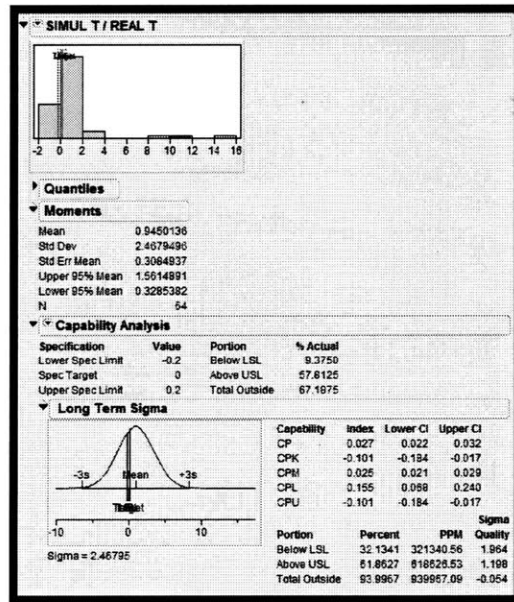 SIMUL T / REAL T
-2 0 2 4 6 8 10 12 14 16
Quantiles
Moments
Mean 0.9450136
Std Dev 2.4679496
Std Err Mean 0.3084937
Upper 95% Mean 1.5614891
Lower 95% Mean 0.3285382
N 64
Capability Analysis
Specification Value Portion % Actual
Lower Spec Limit -0.2 Below LSL 9.3750
Spec Target 0 Above USL 57.8125
Upper Spec Limit 0.2 Total Outside 67.1875
Long Term Sigma
-3s Mean +3s
-10 0 10
Sigma = 2.46795
Capability Index Lower CI Upper CI
CP 0.027 0.022 0.032
CPK -0.101 -0.184 -0.017
CPM 0.025 0.021 0.029
CPL 0.155 0.068 0.240
CPU -0.101 -0.184 -0.017
Sigma
Portion Percent PPM Quality
Below LSL 32.1341 321340.56 1.964
Above USL 61.8627 618626.53 1.198
Total Outside 93.9967 939967.09 -0.054